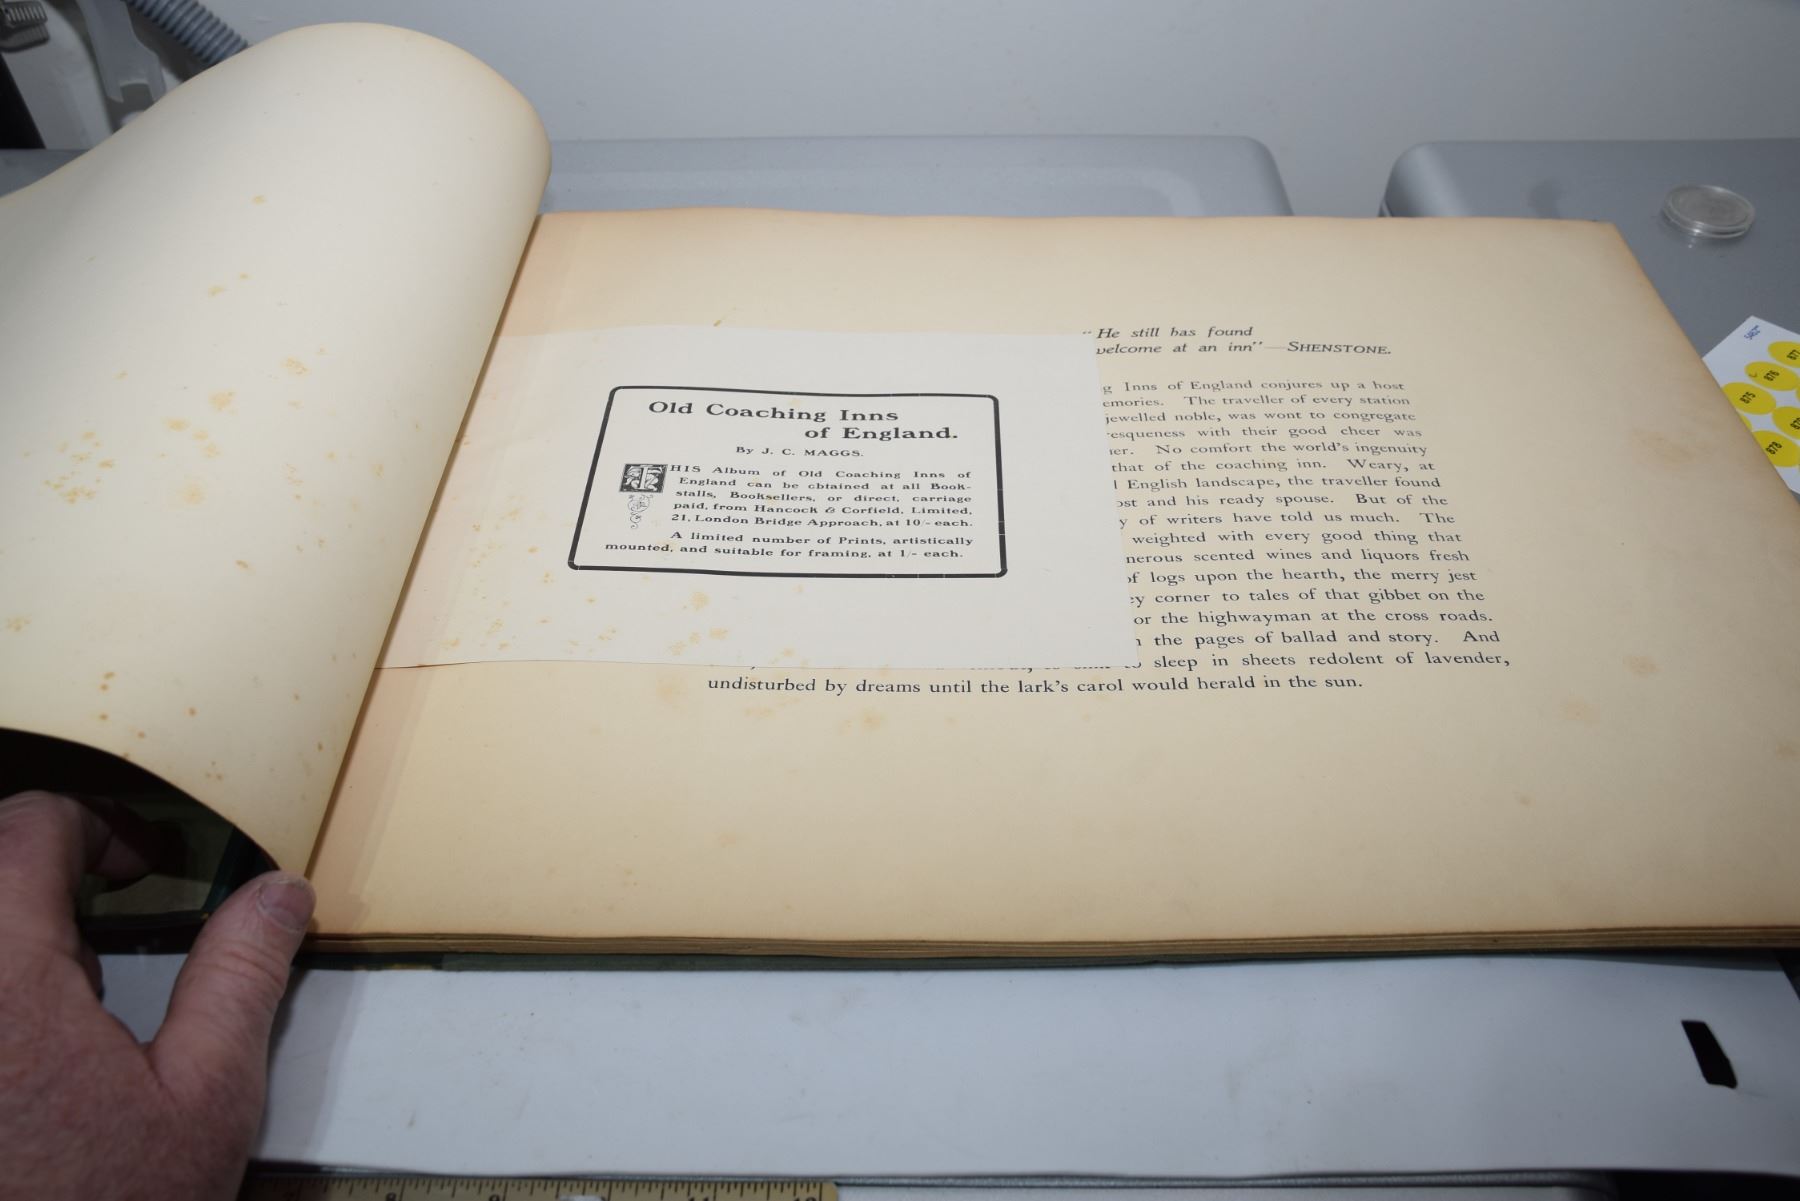 "He still has found
welcome at an inn"—SHENSTONE.
Old Coaching Inns
of England.
By J. C. MAGGS.
THIS Album of Old Coaching Inns of
England can be obtained at all Book-
stalls, Booksellers, or direct, carriage
paid, from Hancock & Corfield, Limited,
21, London Bridge Approach, at 10/- each.
A limited number of Prints, artistically
mounted, and suitable for framing, at 1/- each.
Inns of England conjures up a host
The traveller of every station
jewelled noble, was wont to congregate
with their good cheer was
No comfort the world's ingenuity
that of the coaching inn. Weary, at
English landscape, the traveller found
and his ready spouse. But of the
of writers have told us much. The
weighted with every good thing that
scented wines and liquors fresh
of logs upon the hearth, the merry jest
corner to tales of that gibbet on the
or the highwayman at the cross roads.
the pages of ballad and story. And
sleep in sheets redolent of lavender,
undisturbed by dreams until the lark's carol would herald in the sun.
877
876
875
878
8
9
11